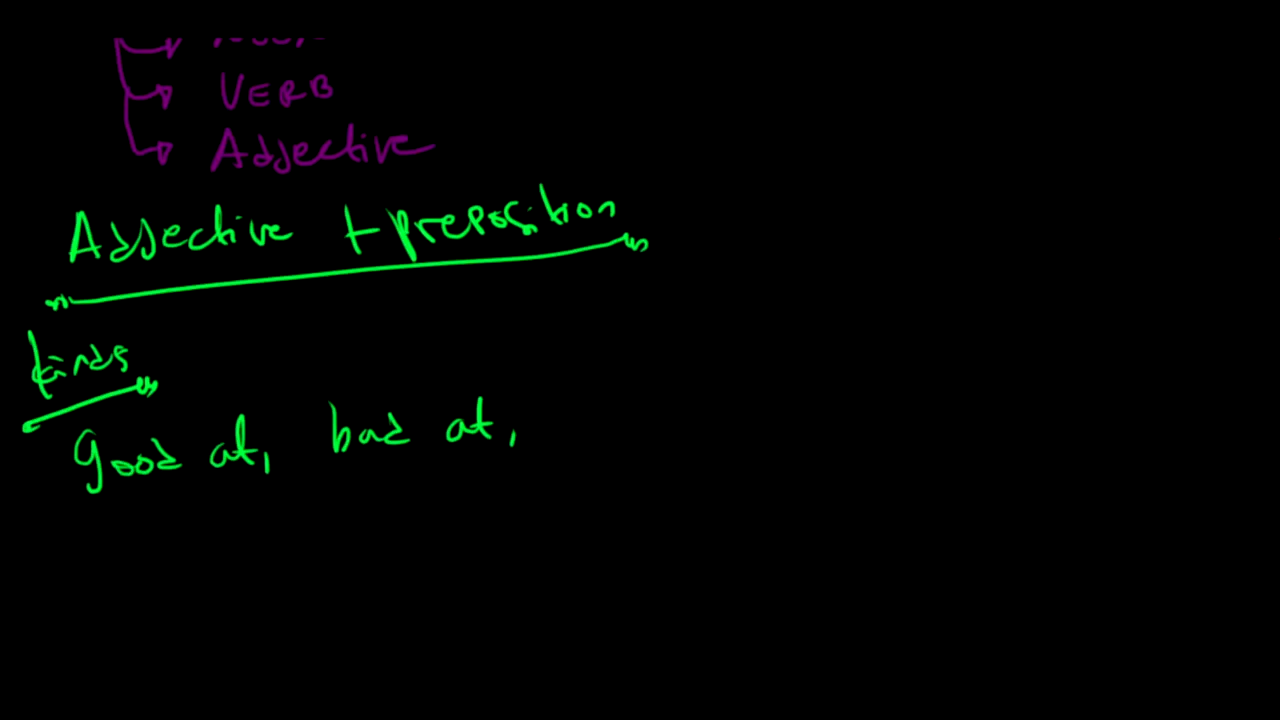 VERB
Adjective
Adjective + preposition
kinds
good at, bad at,